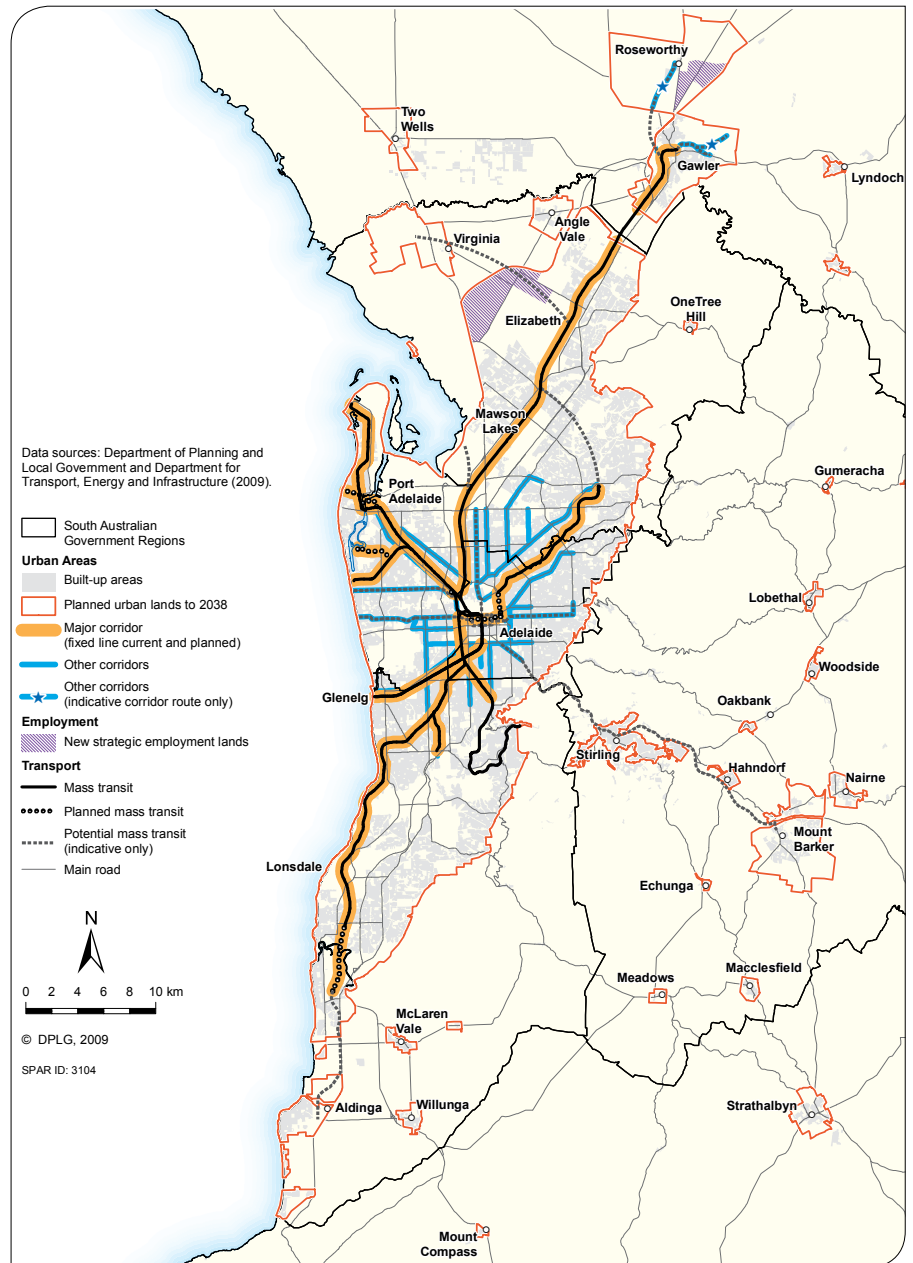 Roseworthy
Two
Wells
Gawler
Lyndoch
Angle
Vale
Virginia
OneTree
Hill
Elizabeth
Mawson
Lakes
Data sources: Department of Planning and
Local Government and Department for
Transport, Energy and Infrastructure (2009).
Port
Adelaide
Gumeracha
South Australian
Government Regions
Urban Areas
Built-up areas
Planned urban lands to 2038
Major corridor
(fixed line current and planned)
Other corridors
Other corridors
(indicative corridor route only)
Employment
New strategic employment lands
Transport
Mass transit
Planned mass transit
Potential mass transit
(indicative only)
Main road
Lobethal
Adelaide
Woodside
Glenelg
Oakbank
Stirling
Hahndorf
Nairne
Mount
Barker
Lonsdale
Echunga
N
0 2 4 6 8 10 km
© DPLG, 2009
SPAR ID: 3104
Meadows
Macclesfield
McLaren
Vale
Aldinga
Willunga
Strathalbyn
Mount
Compass